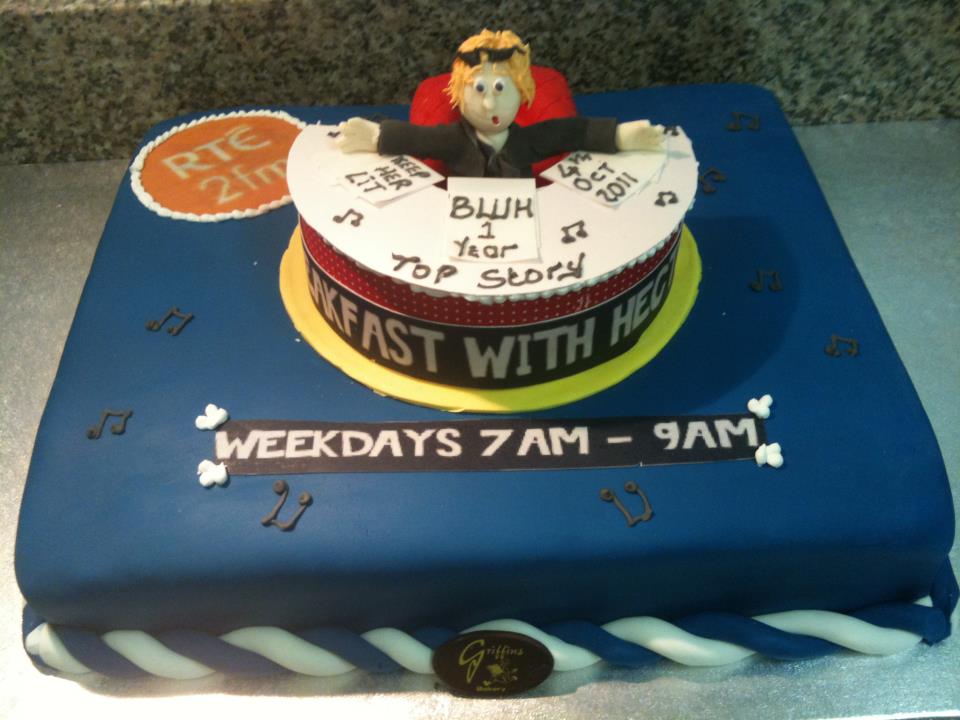 RTÉ
2fm
KEEP
HER
LIT
BWH
1
Year
4TH
OCT
2011
TOP STORY
AKFAST WITH HEC
WEEKDAYS 7AM – 9AM
Griffins
Bakery